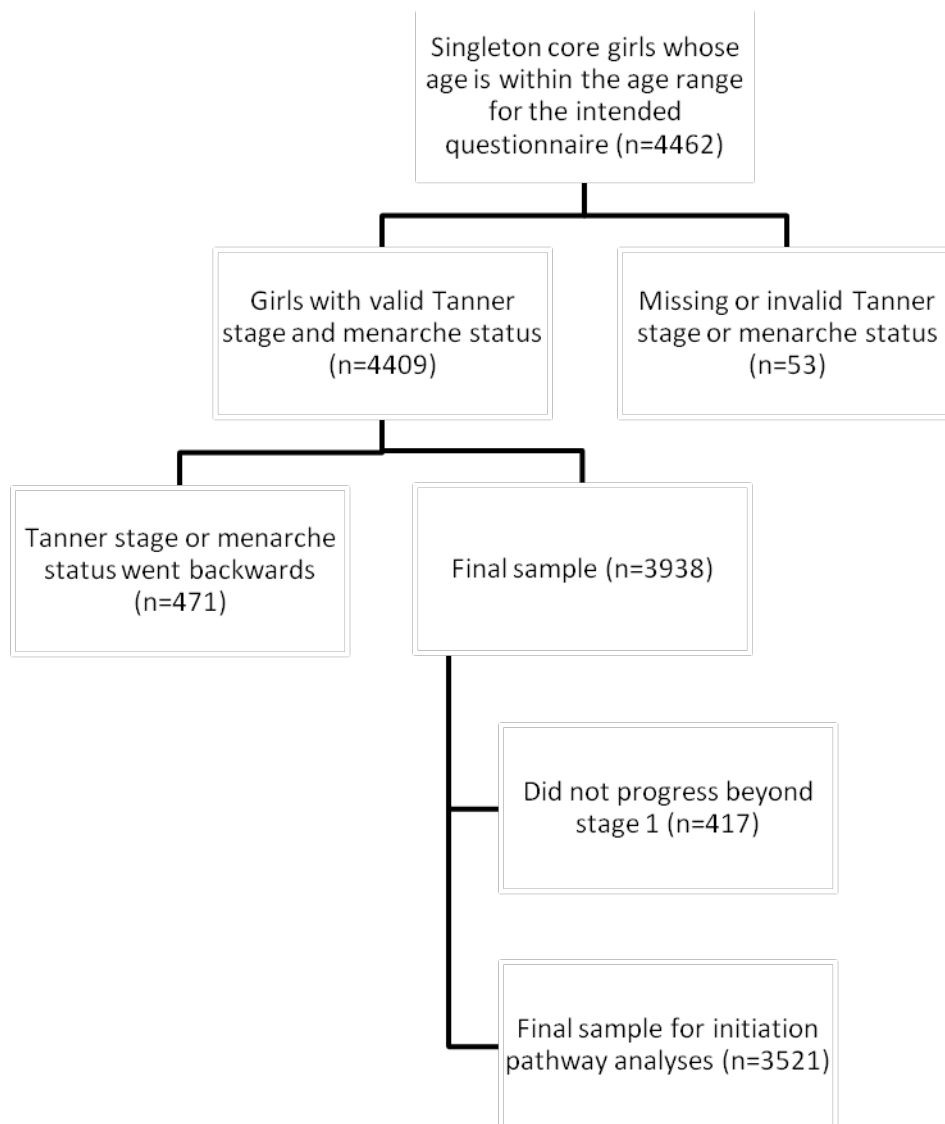 Singleton core girls whose
age is within the age range
for the intended
questionnaire (n=4462)
Girls with valid Tanner
stage and menarche status
(n=4409)
Missing or invalid Tanner
stage or menarche status
(n=53)
Tanner stage or menarche
status went backwards
(n=471)
Final sample (n=3938)
Did not progress beyond
stage 1 (n=417)
Final sample for initiation
pathway analyses (n=3521)